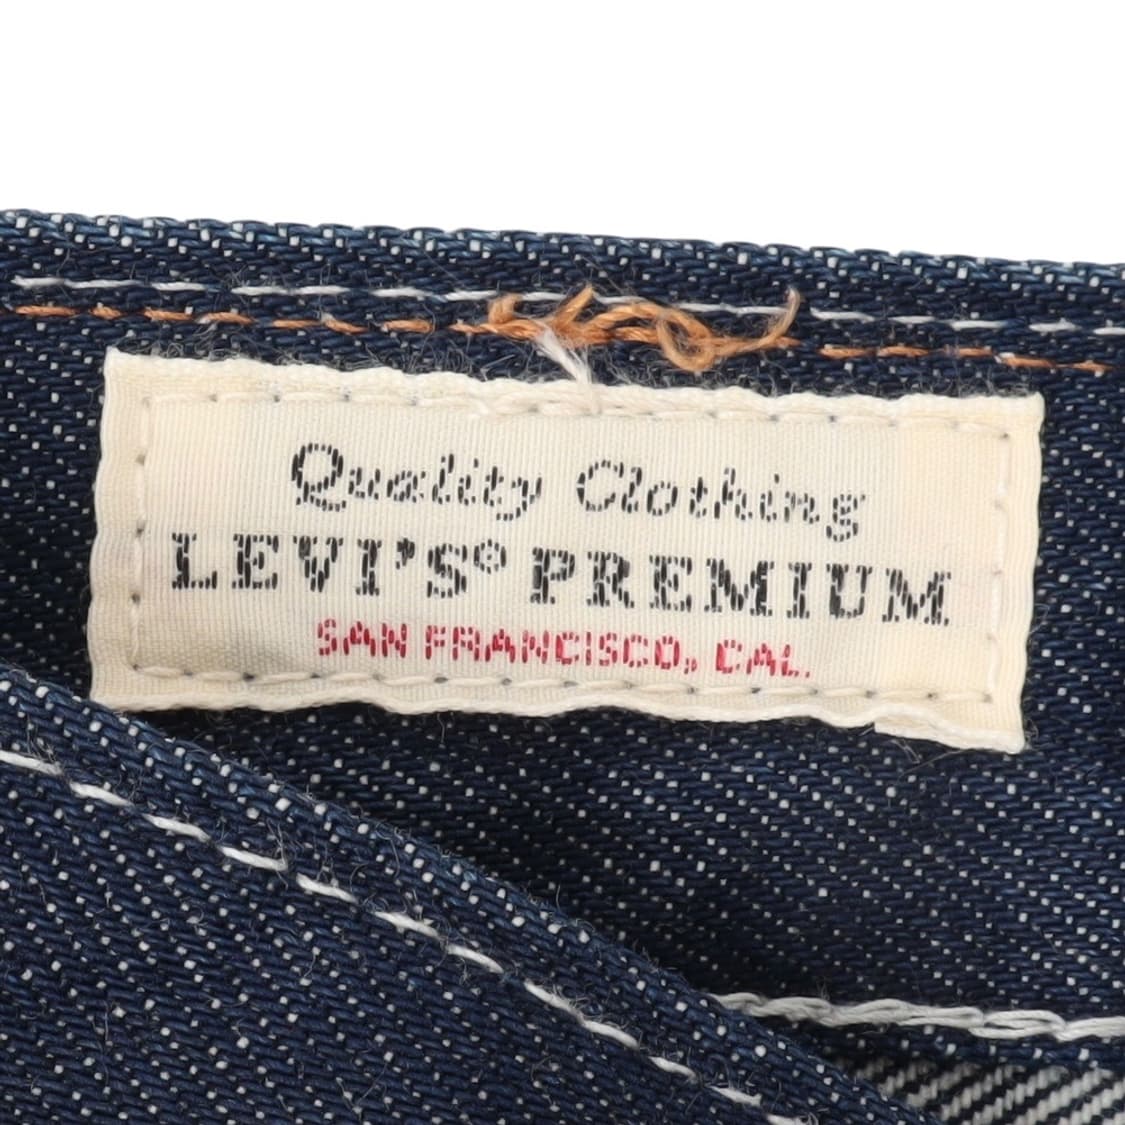 Quality Clothing
LEVI'S® PREMIUM
SAN FRANCISCO, CAL.